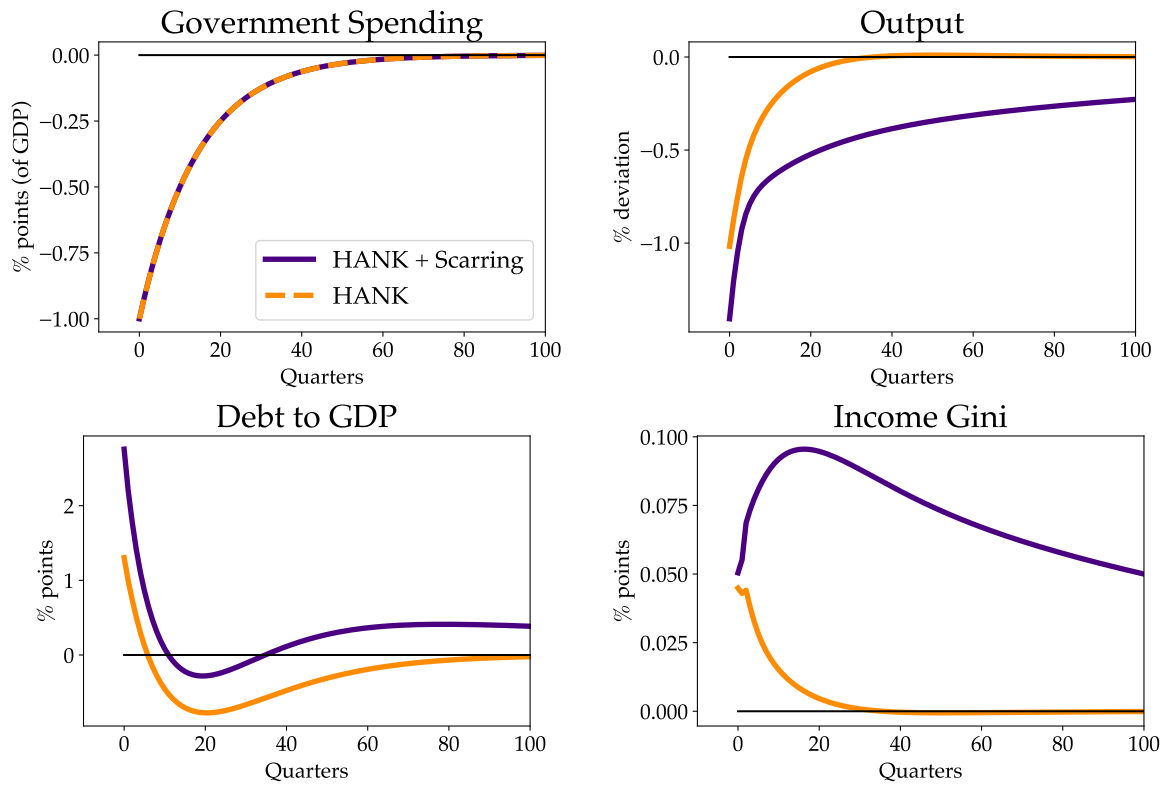 Government Spending
% points (of GDP)
0.00
−0.25
−0.50
−0.75
−1.00
HANK + Scarring
HANK
0 20 40 60 80 100
Quarters
Output
% deviation
0.0
−0.5
−1.0
0 20 40 60 80 100
Quarters
Debt to GDP
% points
2
1
0
0 20 40 60 80 100
Quarters
Income Gini
% points
0.100
0.075
0.050
0.025
0.000
0 20 40 60 80 100
Quarters